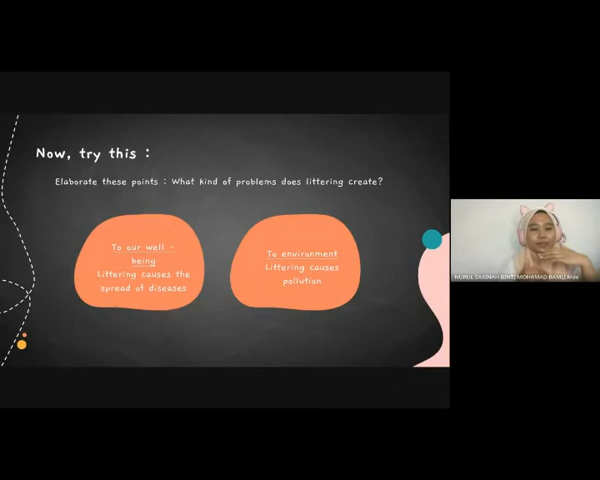 Now, try this :
Elaborate these points : What kind of problems does littering create?
To our well -
being
Littering causes the
spread of diseases
To environment
Littering causes
pollution
NURUL SAKINAH BINTI MOHAMAD RAMLI Moe